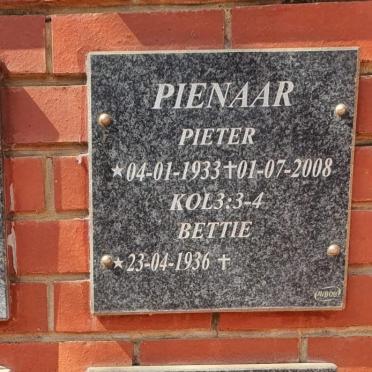 PIENAAR
PIETER
★04-01-1933✝01-07-2008
KOL3:3-4
BETTIE
★23-04-1936 ✝